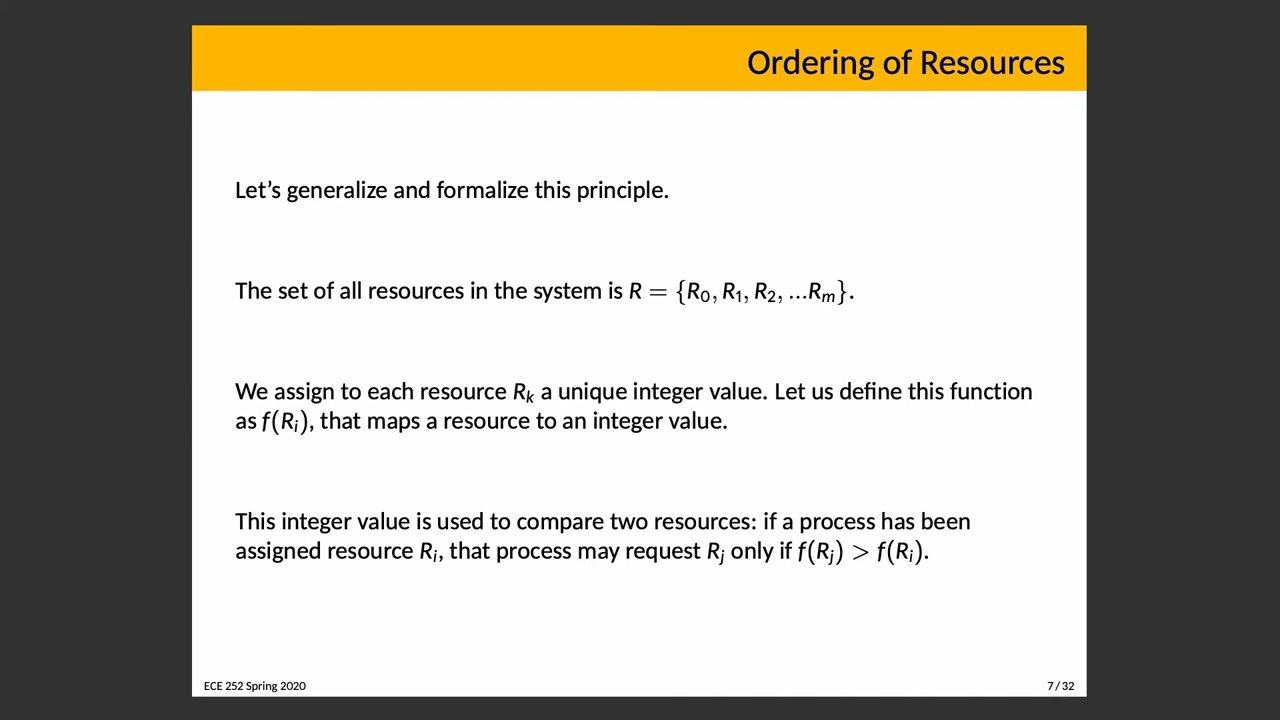 Ordering of Resources
Let's generalize and formalize this principle.
The set of all resources in the system is R = {R₀, R₁, R₂, ...Rₘ}.
We assign to each resource Rₖ a unique integer value. Let us define this function
as f(Rᵢ), that maps a resource to an integer value.
This integer value is used to compare two resources: if a process has been
assigned resource Rᵢ, that process may request Rⱼ only if f(Rⱼ) > f(Rᵢ).
ECE 252 Spring 2020
7 / 32